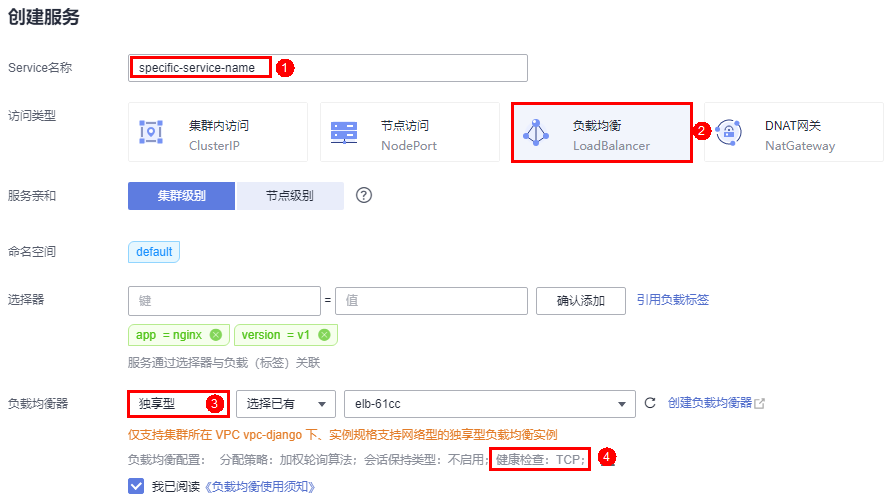 创建服务
Service名称 specific-service-name 1
访问类型 集群内访问 节点访问 负载均衡 2 DNAT网关
ClusterIP NodePort LoadBalancer NatGateway
服务亲和 集群级别 节点级别 ?
命名空间 default
选择器 键 = 值 确认添加 引用负载标签
app = nginx version = v1
服务通过选择器与负载（标签）关联
负载均衡器 独享型 3 选择已有 elb-61cc 创建负载均衡器
仅支持集群所在 VPC vpc-django 下、实例规格支持网络型的独享型负载均衡实例
负载均衡配置： 分配策略：加权轮询算法；会话保持类型：不启用；健康检查：TCP； 4
我已阅读《负载均衡使用须知》